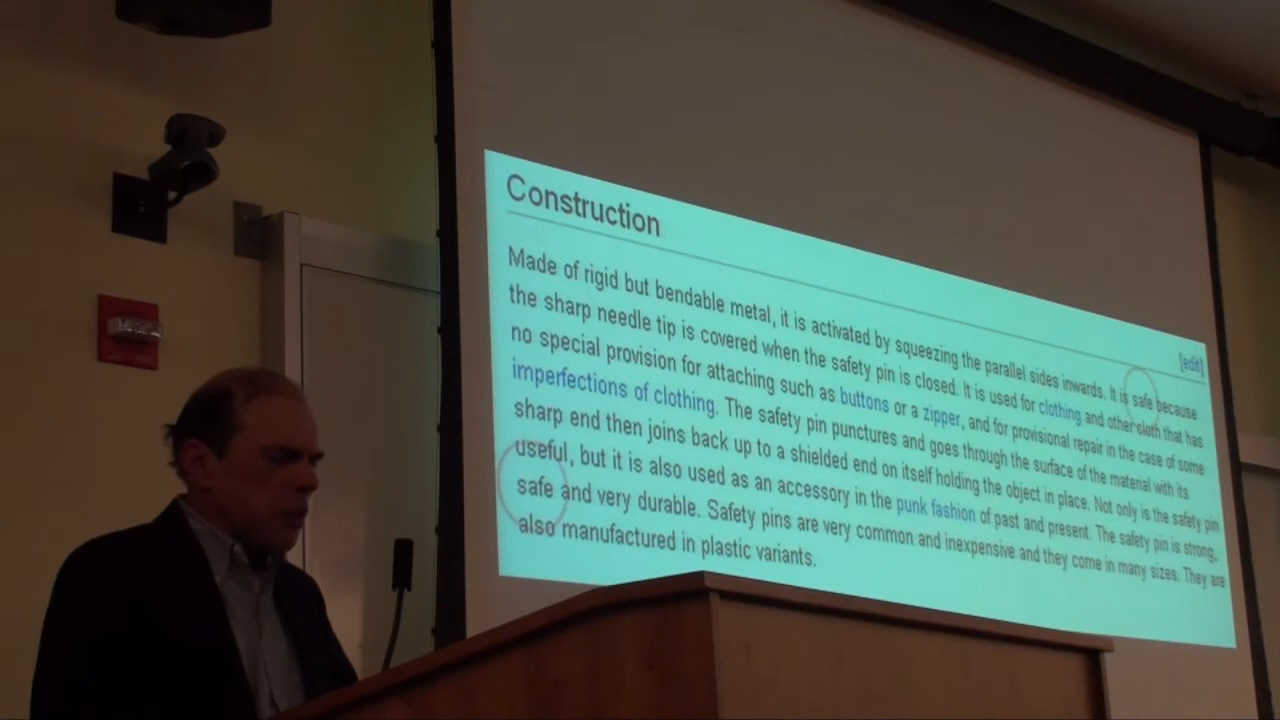 Construction
[edit]
Made of rigid but bendable metal, it is activated by squeezing the parallel sides inwards. It is safe because
the sharp needle tip is covered when the safety pin is closed. It is used for clothing and other cloth that has
no special provision for attaching such as buttons or a zipper, and for provisional repair in the case of some
imperfections of clothing. The safety pin punctures and goes through the surface of the material with its
sharp end then joins back up to a shielded end on itself holding the object in place. Not only is the safety pin
useful, but it is also used as an accessory in the punk fashion of past and present. The safety pin is strong,
safe and very durable. Safety pins are very common and inexpensive and they come in many sizes. They are
also manufactured in plastic variants.